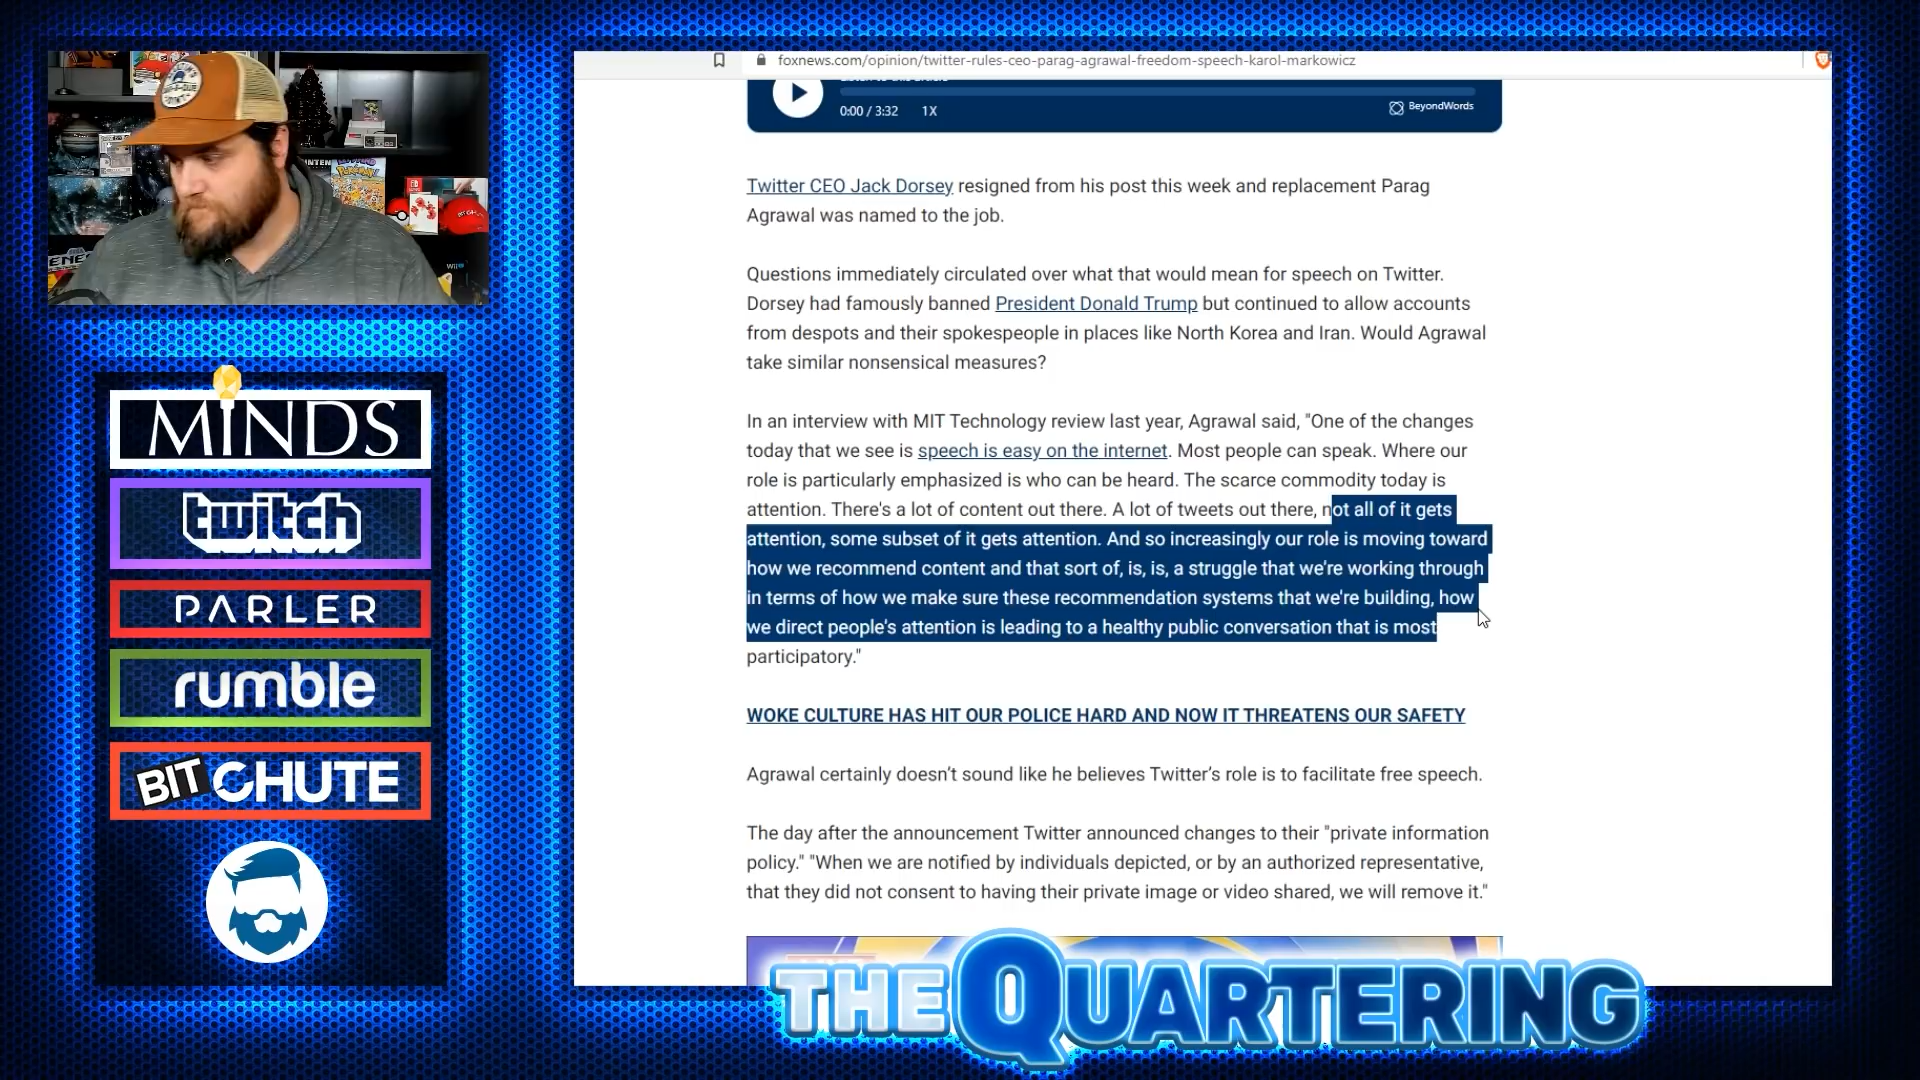 foxnews.com/opinion/twitter-rules-ceo-parag-agrawal-freedom-speech-karol-markowicz
0:00 / 3:32 1X
BeyondWords
Twitter CEO Jack Dorsey resigned from his post this week and replacement Parag
Agrawal was named to the job.
Questions immediately circulated over what that would mean for speech on Twitter.
Dorsey had famously banned President Donald Trump but continued to allow accounts
from despots and their spokespeople in places like North Korea and Iran. Would Agrawal
take similar nonsensical measures?
In an interview with MIT Technology review last year, Agrawal said, "One of the changes
today that we see is speech is easy on the internet. Most people can speak. Where our
role is particularly emphasized is who can be heard. The scarce commodity today is
attention. There's a lot of content out there. A lot of tweets out there, not all of it gets
attention, some subset of it gets attention. And so increasingly our role is moving toward
how we recommend content and that sort of, is, is, a struggle that we're working through
in terms of how we make sure these recommendation systems that we're building, how
we direct people's attention is leading to a healthy public conversation that is most
participatory."
WOKE CULTURE HAS HIT OUR POLICE HARD AND NOW IT THREATENS OUR SAFETY
Agrawal certainly doesn’t sound like he believes Twitter’s role is to facilitate free speech.
The day after the announcement Twitter announced changes to their "private information
policy." "When we are notified by individuals depicted, or by an authorized representative,
that they did not consent to having their private image or video shared, we will remove it."
MINDS
twitch
PARLER
rumble
BIT CHUTE
THE QUARTERING